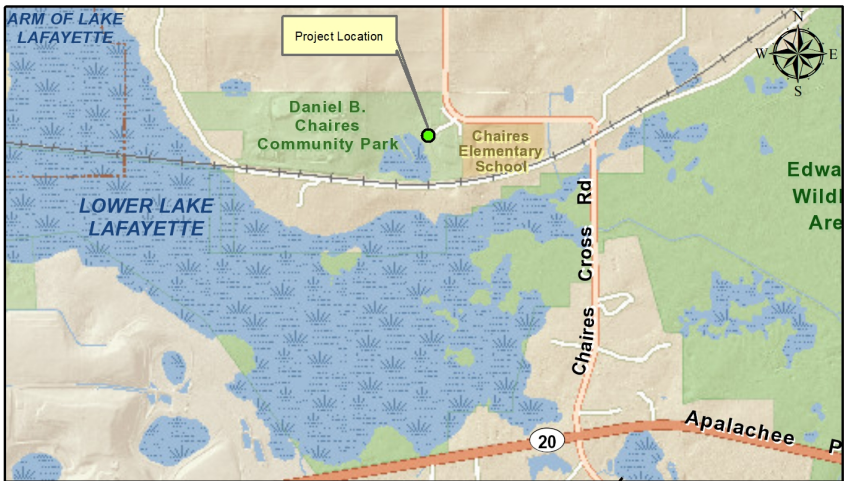 ARM OF LAKE
LAFAYETTE
Project Location
N
W
E
S
Daniel B.
Chaires
Community Park
Chaires
Elementary
School
Edwa
Wildl
Are
LOWER LAKE
LAFAYETTE
Chaires Cross Rd
20
Apalachee P